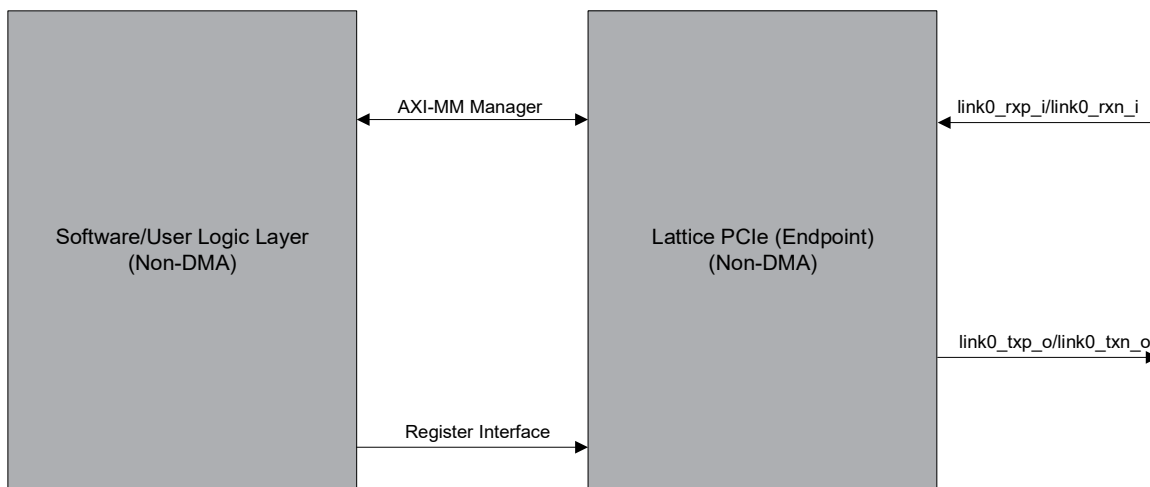 AXI-MM Manager
link0_rxp_i/link0_rxn_i
Software/User Logic Layer
(Non-DMA)
Lattice PCIe (Endpoint)
(Non-DMA)
link0_txp_o/link0_txn_o
Register Interface